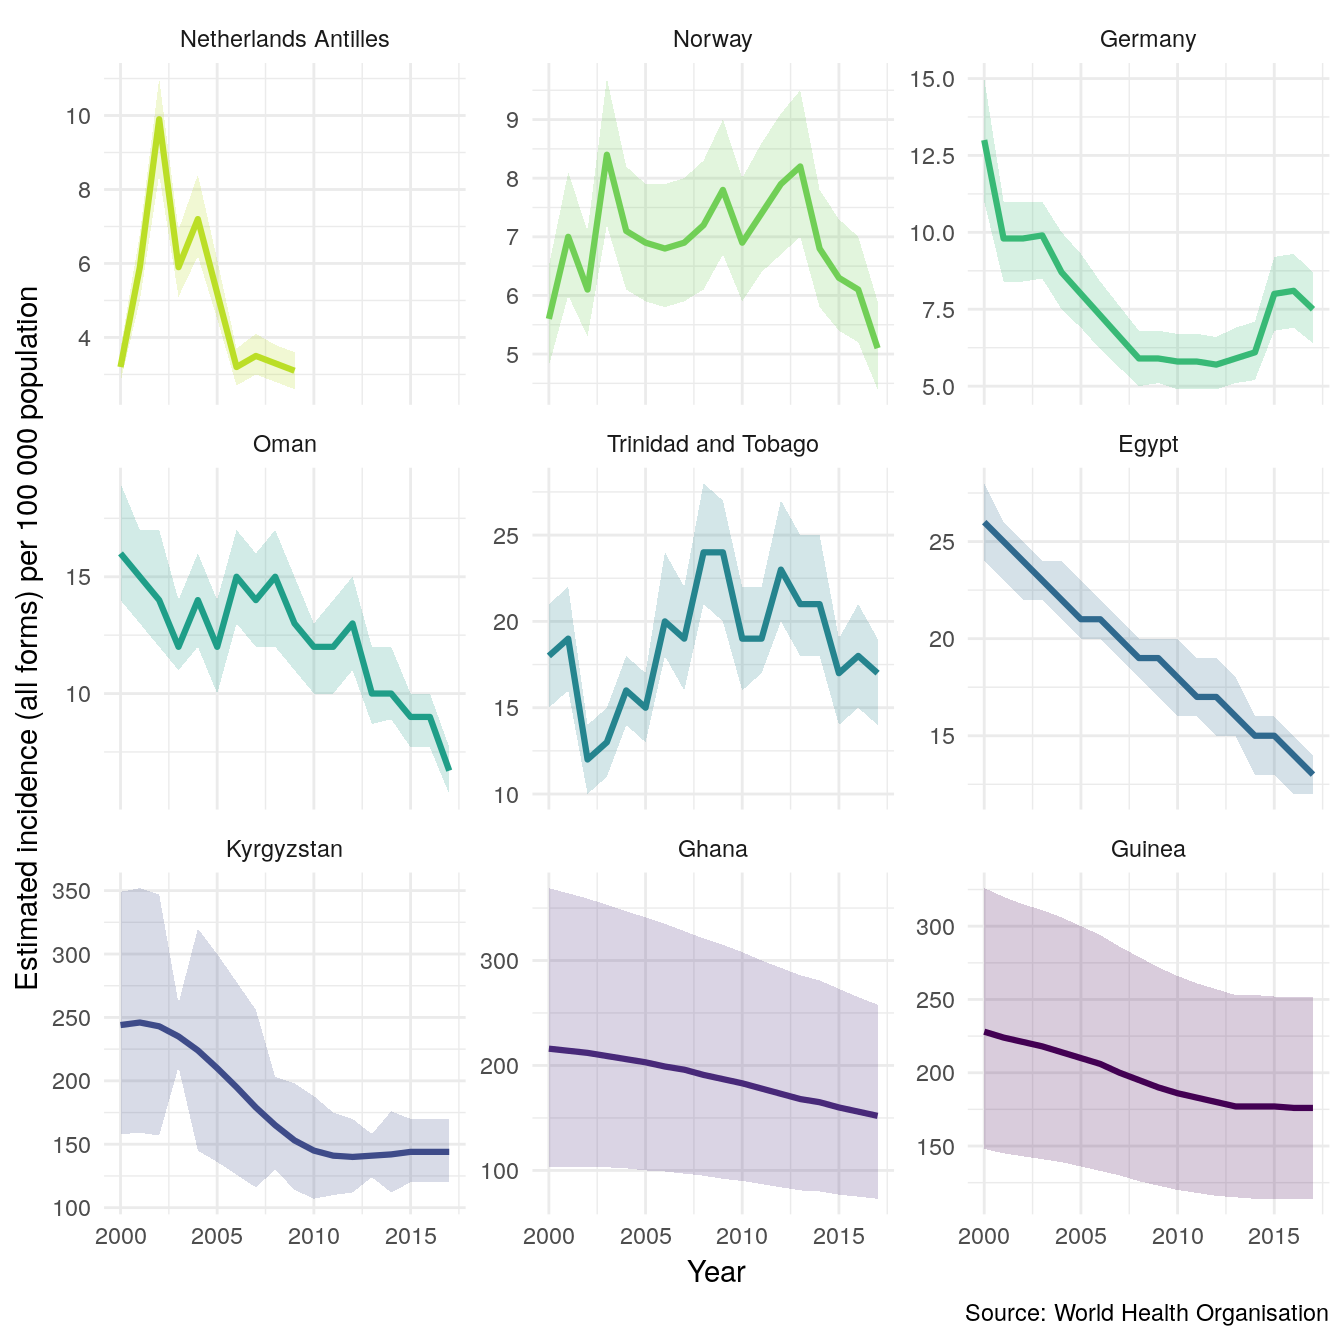 Netherlands Antilles
Norway
Germany
10
8
6
4
9
8
7
6
5
15.0
12.5
10.0
7.5
5.0
Oman
Trinidad and Tobago
Egypt
15
10
25
20
15
10
25
20
15
Kyrgyzstan
Ghana
Guinea
350
300
250
200
150
100
300
200
100
300
250
200
150
2000 2005 2010 2015
2000 2005 2010 2015
2000 2005 2010 2015
Estimated incidence (all forms) per 100 000 population
Year
Source: World Health Organisation